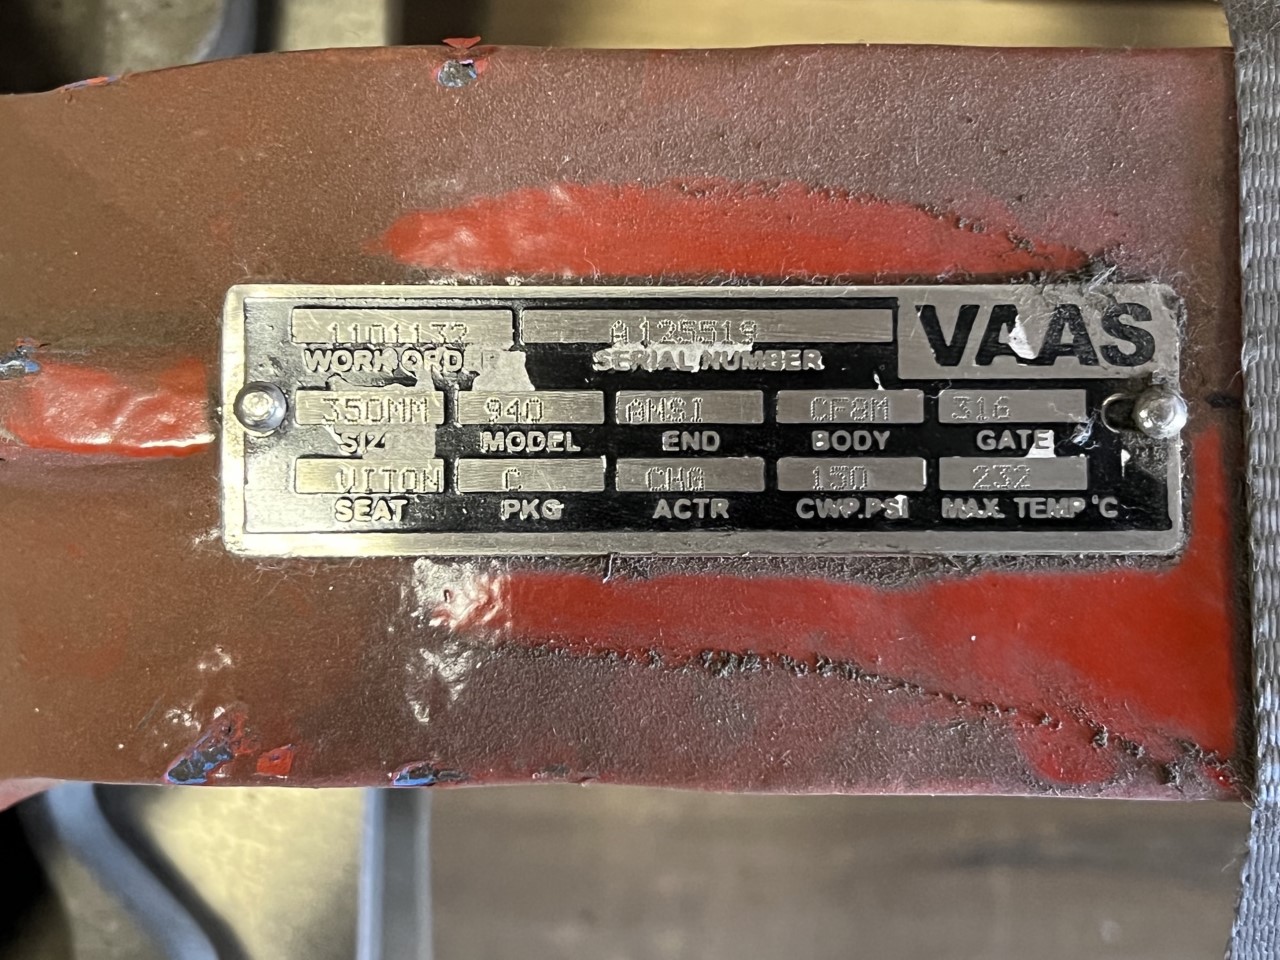 1101132 A125519 VAAS
WORK ORDER SERIAL NUMBER
350MM 940 ANSI CF8M 316
SIZE MODEL END BODY GATE
VITON C CHG 150 232
SEAT PKG ACTR CWP.PSI MAX. TEMP °C